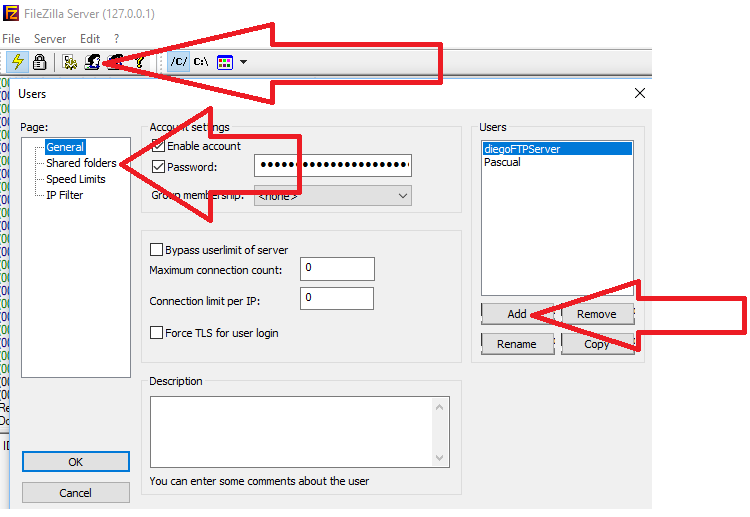 FileZilla Server (127.0.0.1)
File Server Edit ?
/C/ C:\
Users
Page:
General
Shared folders
Speed Limits
IP Filter
Account settings
Enable account
Password:
Group membership: <none>
Bypass userlimit of server
Maximum connection count: 0
Connection limit per IP: 0
Force TLS for user login
Description
You can enter some comments about the user
Users
diegoFTPServer
Pascual
Add Remove
Rename Copy
OK
Cancel